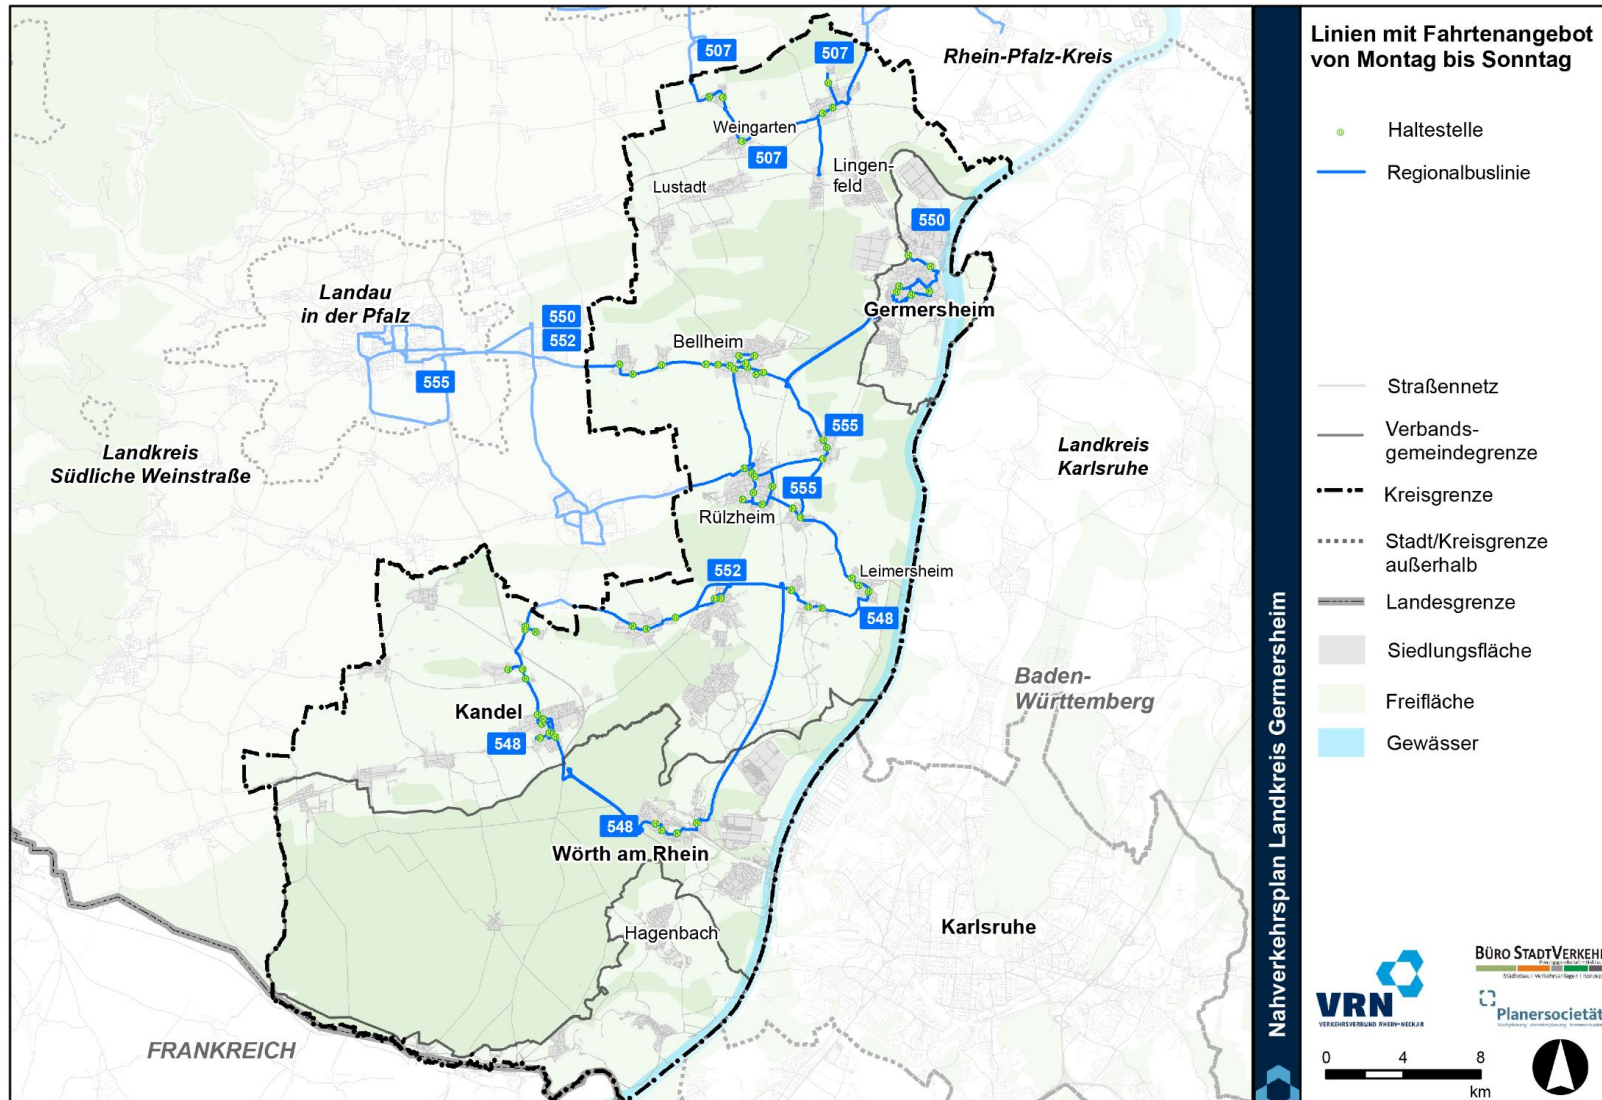 507
507
Rhein-Pfalz-Kreis
Weingarten
507
Lingen-
feld
Lustadt
550
Landau
in der Pfalz
550
552
Germersheim
Bellheim
555
555
Landkreis
Südliche Weinstraße
Landkreis
Karlsruhe
555
Rülzheim
552
Leimersheim
548
Baden-
Württemberg
Kandel
548
548
Wörth am Rhein
Hagenbach
Karlsruhe
FRANKREICH
Nahverkehrsplan Landkreis Germersheim
Linien mit Fahrtenangebot
von Montag bis Sonntag
Haltestelle
Regionalbuslinie
Straßennetz
Verbands-
gemeindegrenze
Kreisgrenze
Stadt/Kreisgrenze
außerhalb
Landesgrenze
Siedlungsfläche
Freifläche
Gewässer
VRN
VERKEHRSVERBUND RHEIN-NECKAR
BÜRO STADTVERKEHR
Planersocietät
0 4 8
km